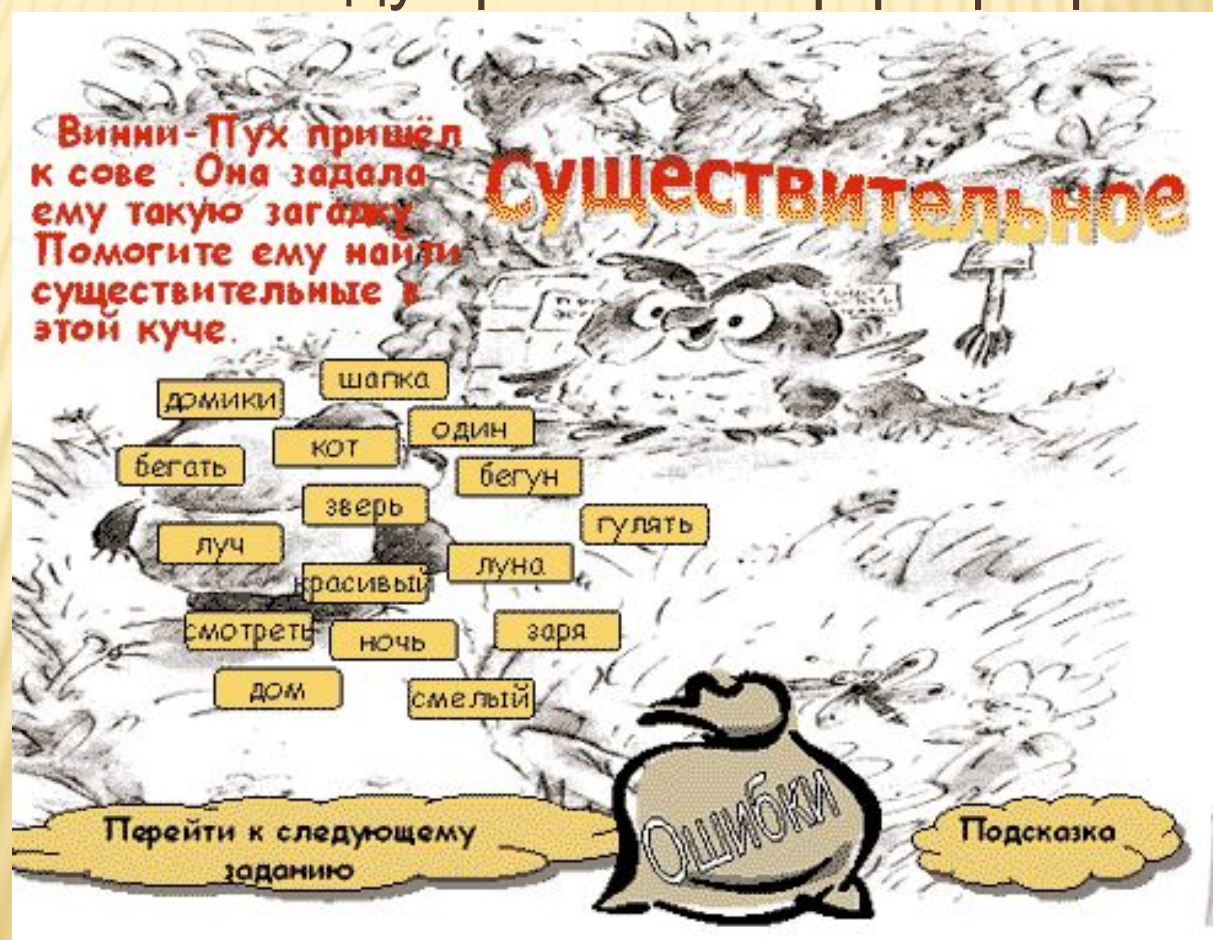 Винни-Пух пришёл
к сове . Она задала
ему такую загадку
Помогите ему найти
существительные в
этой куче.
Существительное
шапка
домики
один
кот
бегать
бегун
зверь
гулять
луч
луна
красивый
смотреть
ночь
заря
дом
смелый
Ошибки
Перейти к следующему
заданию
Подсказка